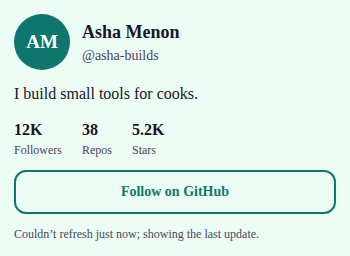 AM
Asha Menon
@asha-builds
I build small tools for cooks.
12K 38 5.2K
Followers Repos Stars
Follow on GitHub
Couldn’t refresh just now; showing the last update.